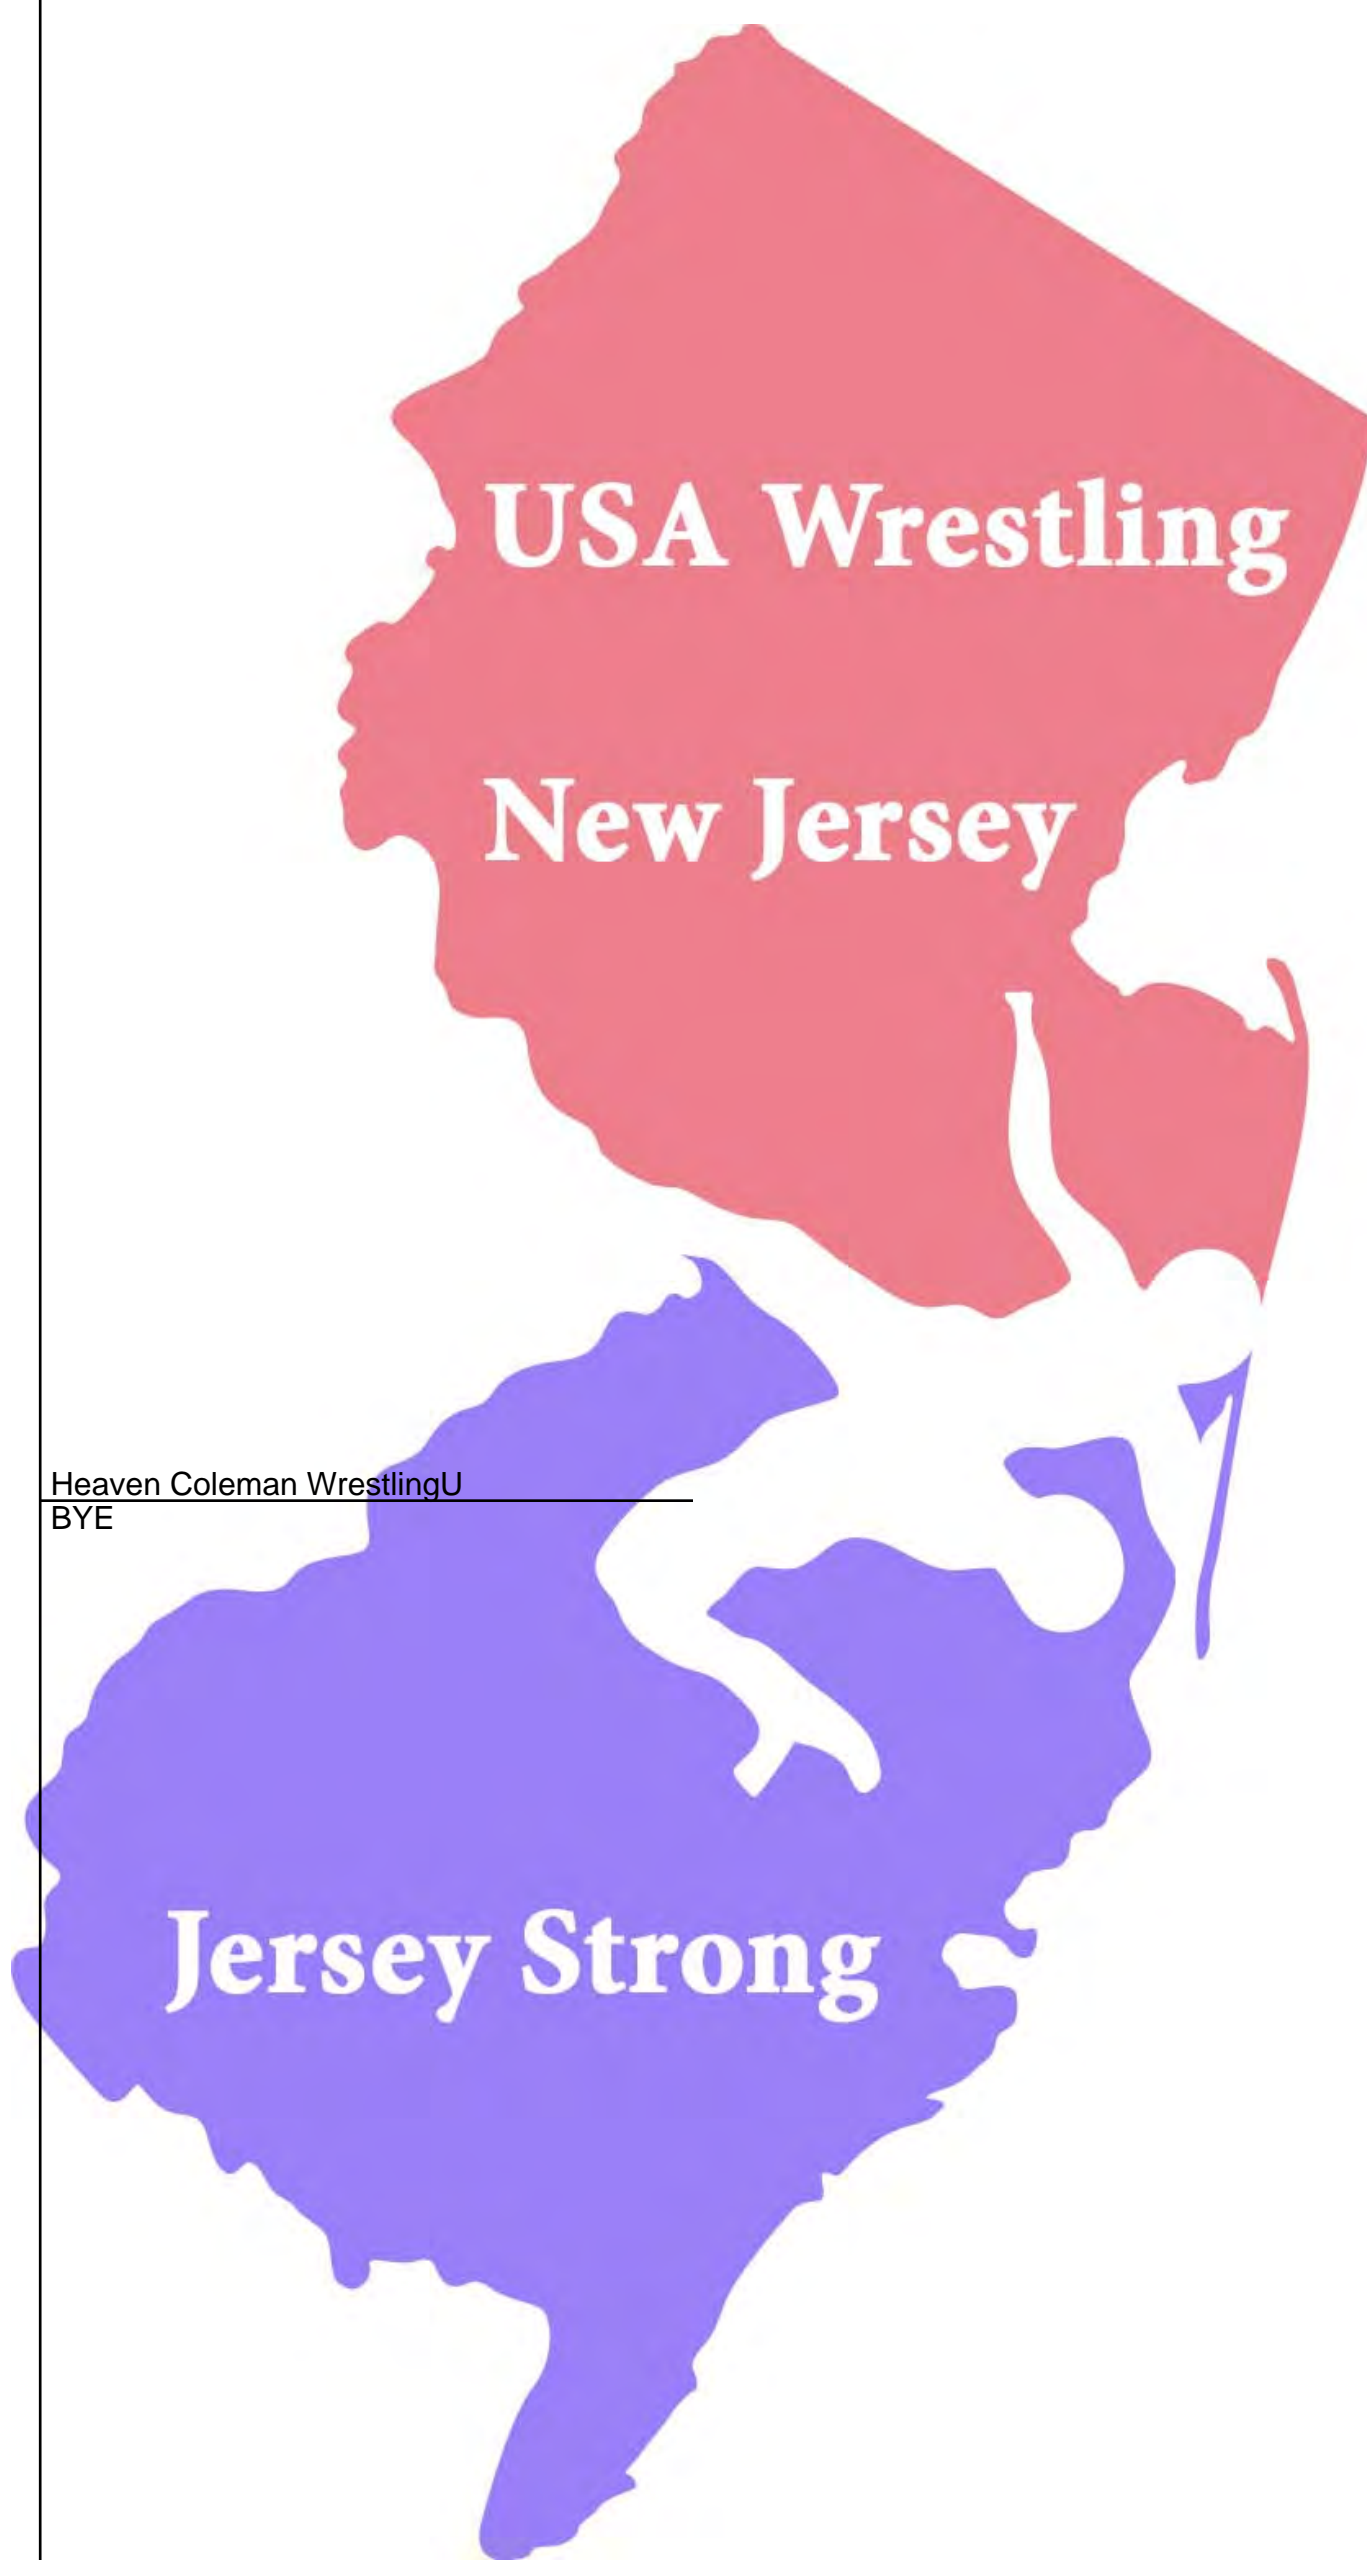 USA Wrestling
New Jersey
Heaven Coleman WrestlingU
BYE
Jersey Strong